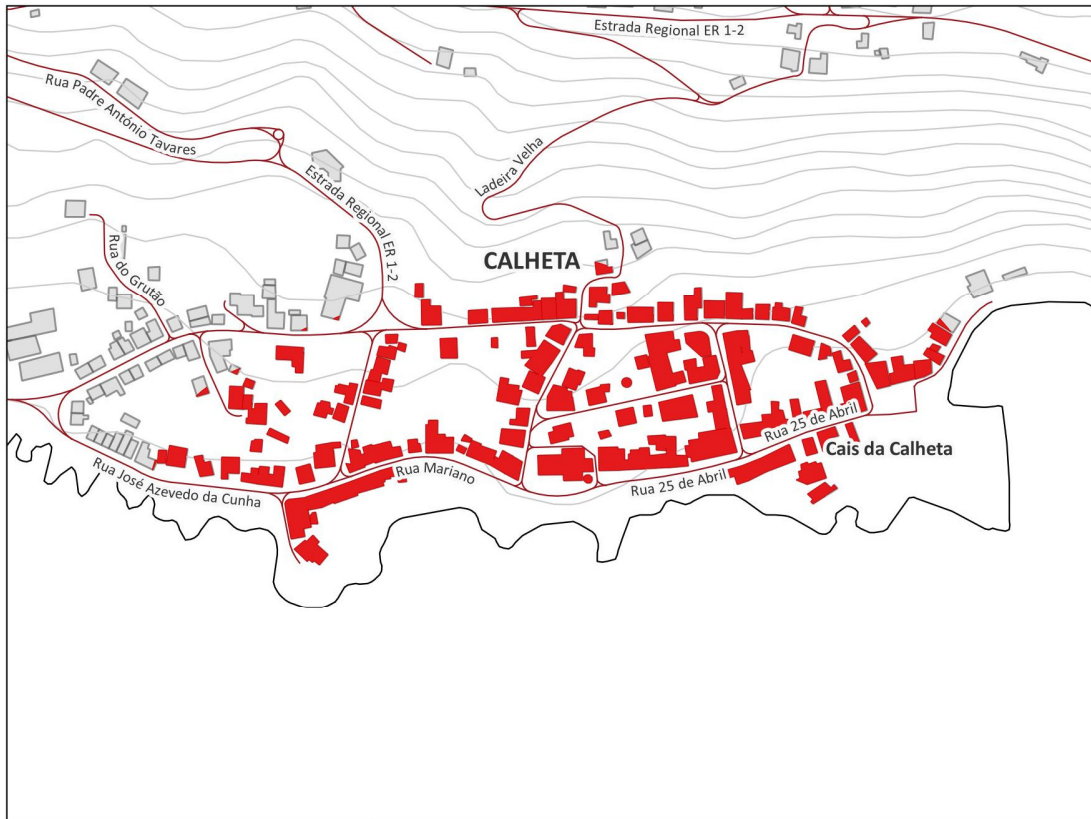 Estrada Regional ER 1-2
Rua Padre António Tavares
Ladeira Velha
Estrada Regional ER 1-2
Rua do Grutão
CALHETA
Rua 25 de Abril
Cais da Calheta
Rua Mariano
Rua José Azevedo da Cunha
Rua 25 de Abril